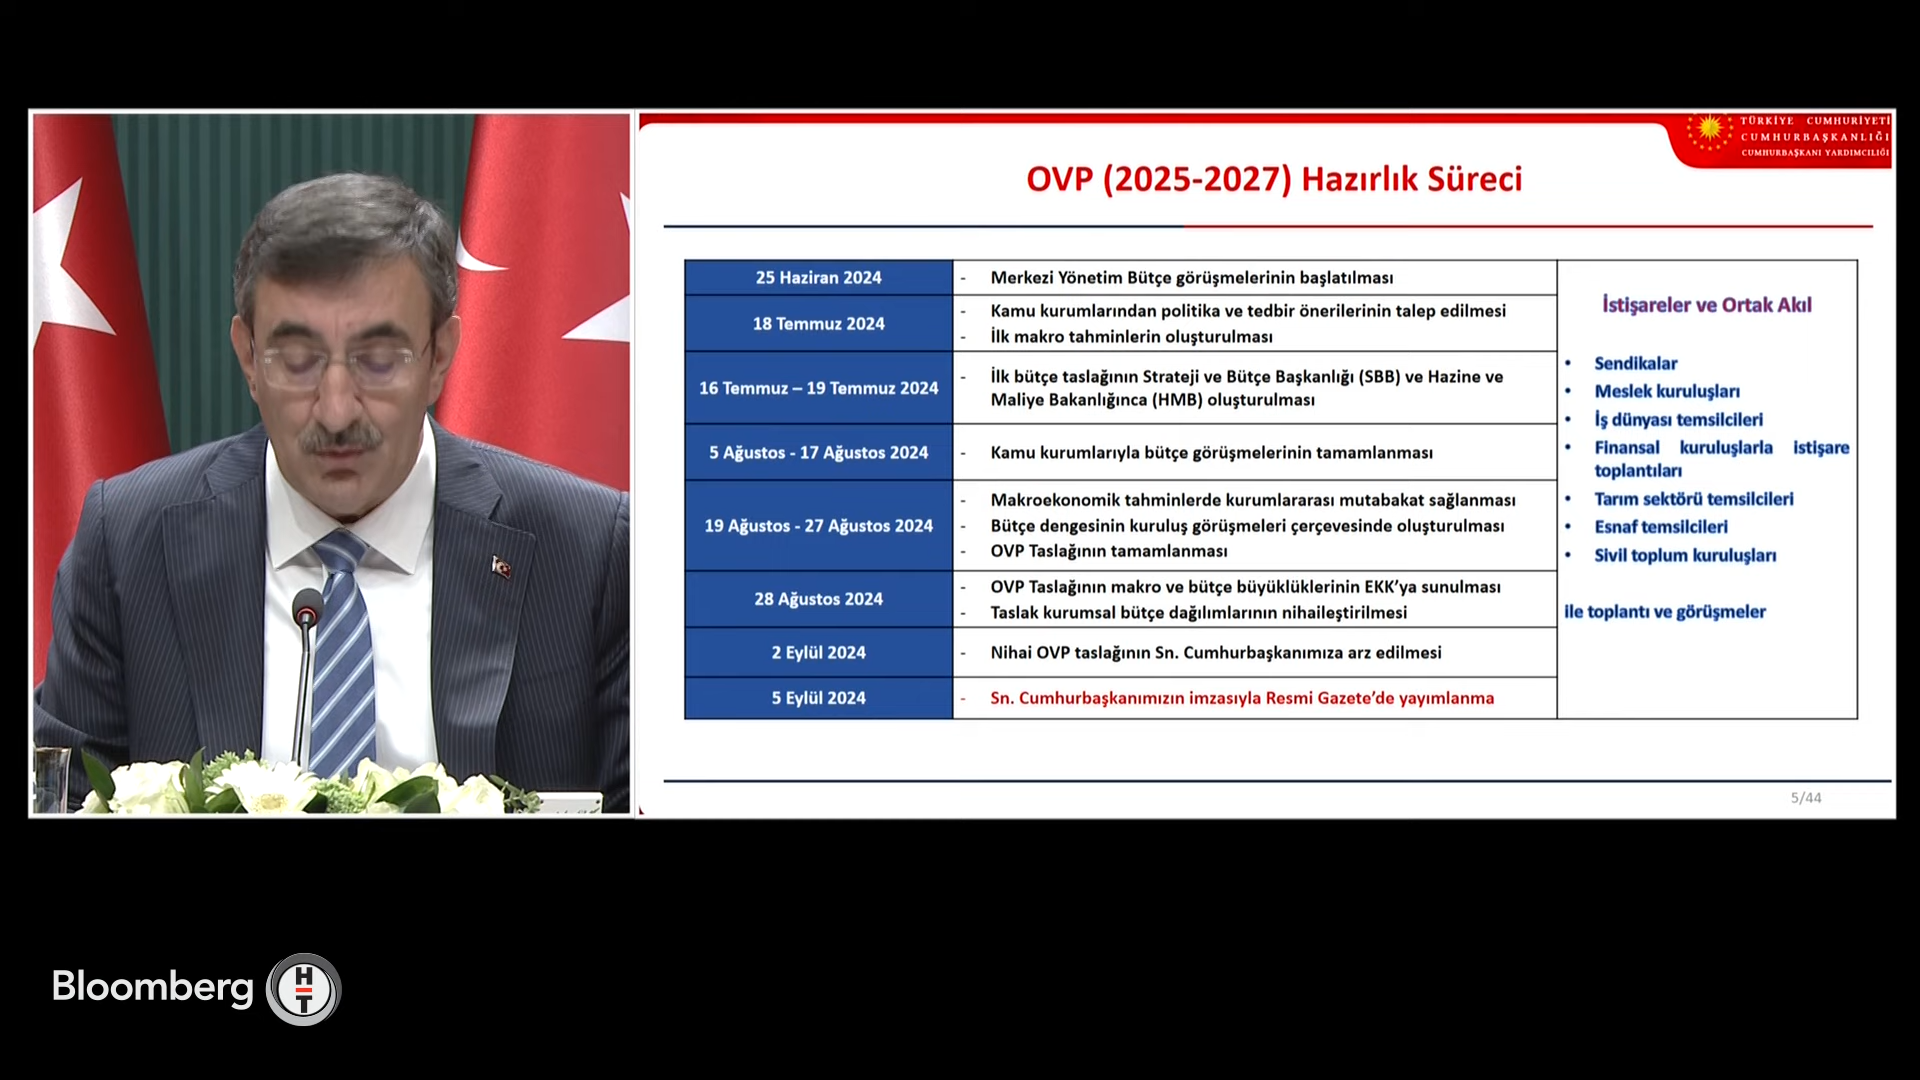 TÜRKİYE CUMHURİYETİ
CUMHURBAŞKANLIĞI
CUMHURBAŞKANI YARDIMCILIĞI
OVP (2025-2027) Hazırlık Süreci
25 Haziran 2024
- Merkezi Yönetim Bütçe görüşmelerinin başlatılması
18 Temmuz 2024
- Kamu kurumlarından politika ve tedbir önerilerinin talep edilmesi
- İlk makro tahminlerin oluşturulması
16 Temmuz – 19 Temmuz 2024
- İlk bütçe taslağının Strateji ve Bütçe Başkanlığı (SBB) ve Hazine ve
Maliye Bakanlığınca (HMB) oluşturulması
5 Ağustos - 17 Ağustos 2024
- Kamu kurumlarıyla bütçe görüşmelerinin tamamlanması
19 Ağustos - 27 Ağustos 2024
- Makroekonomik tahminlerde kurumlararası mutabakat sağlanması
- Bütçe dengesinin kuruluş görüşmeleri çerçevesinde oluşturulması
- OVP Taslağının tamamlanması
28 Ağustos 2024
- OVP Taslağının makro ve bütçe büyüklüklerinin EKK'ya sunulması
- Taslak kurumsal bütçe dağılımlarının nihaileştirilmesi
2 Eylül 2024
- Nihai OVP taslağının Sn. Cumhurbaşkanımıza arz edilmesi
5 Eylül 2024
- Sn. Cumhurbaşkanımızın imzasıyla Resmi Gazete'de yayımlanma
İstişareler ve Ortak Akıl
• Sendikalar
• Meslek kuruluşları
• İş dünyası temsilcileri
• Finansal kuruluşlarla istişare
toplantıları
• Tarım sektörü temsilcileri
• Esnaf temsilcileri
• Sivil toplum kuruluşları
ile toplantı ve görüşmeler
5/44
Bloomberg HT